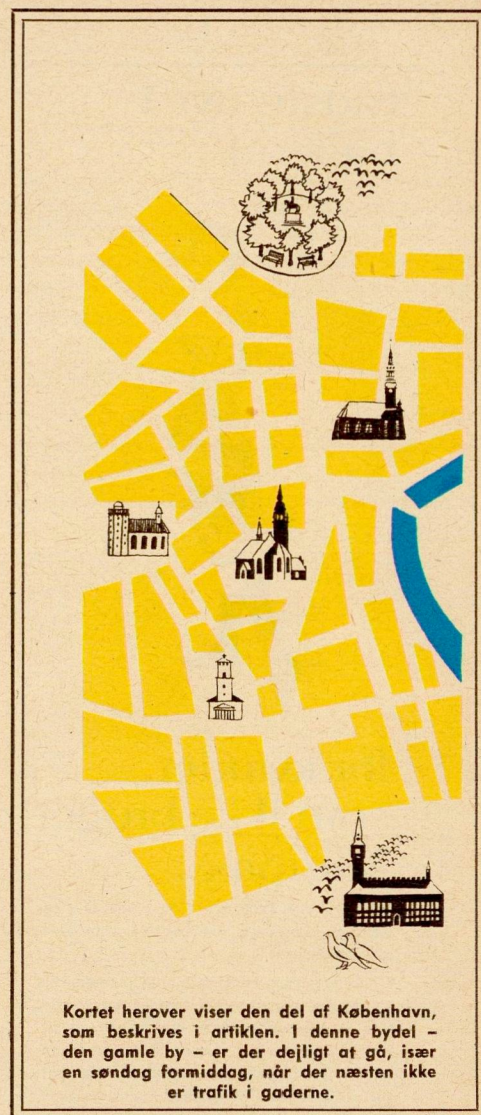 Kortet herover viser den del af København,
som beskrives i artiklen. I denne bydel –
den gamle by – er der dejligt at gå, især
en søndag formiddag, når der næsten ikke
er trafik i gaderne.